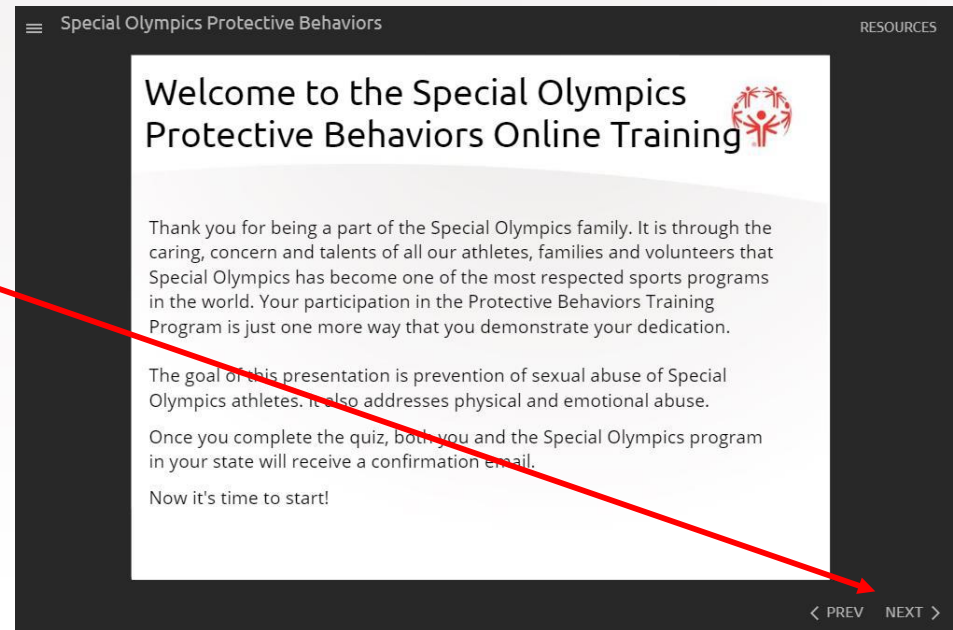 Special Olympics Protective Behaviors
RESOURCES
Welcome to the Special Olympics
Protective Behaviors Online Training
Thank you for being a part of the Special Olympics family. It is through the
caring, concern and talents of all our athletes, families and volunteers that
Special Olympics has become one of the most respected sports programs
in the world. Your participation in the Protective Behaviors Training
Program is just one more way that you demonstrate your dedication.
The goal of this presentation is prevention of sexual abuse of Special
Olympics athletes. It also addresses physical and emotional abuse.
Once you complete the quiz, both you and the Special Olympics program
in your state will receive a confirmation email.
Now it's time to start!
< PREV NEXT >